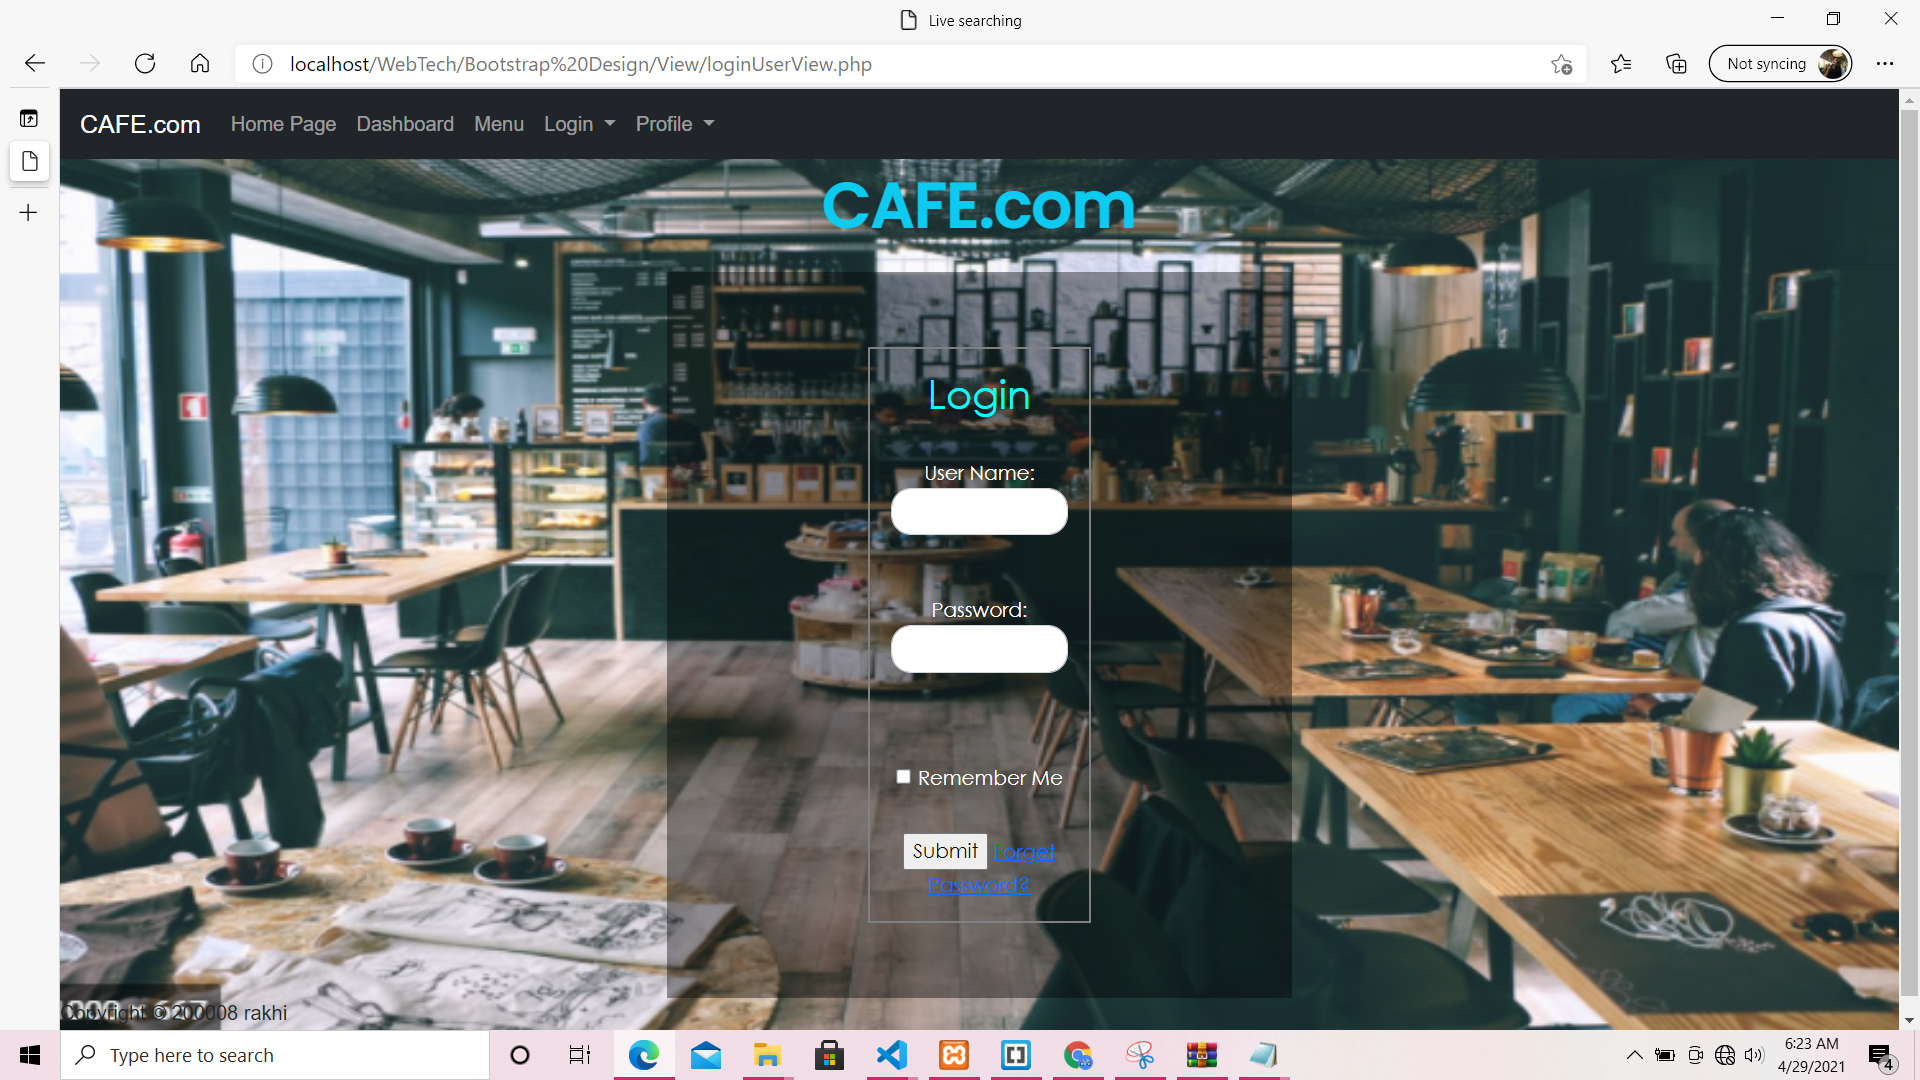 Live searching
localhost/WebTech/Bootstrap%20Design/View/loginUserView.php
Not syncing
CAFE.com Home Page Dashboard Menu Login Profile
CAFE.com
Login
User Name:
Password:
Remember Me
Submit Forget
Password?
Copyright © 200008 rakhi
Type here to search
6:23 AM
4/29/2021
4